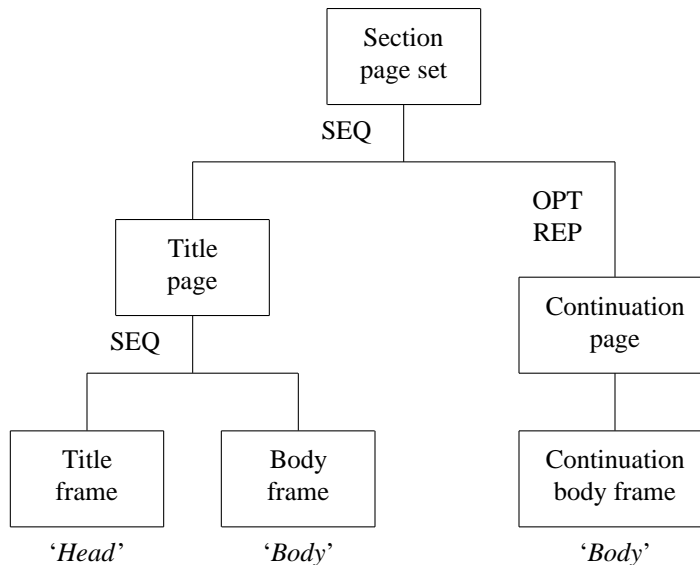 Section
page set
SEQ
OPT
REP
Title
page
Continuation
page
SEQ
Title
frame
Body
frame
Continuation
body frame
‘Head’
‘Body’
‘Body’